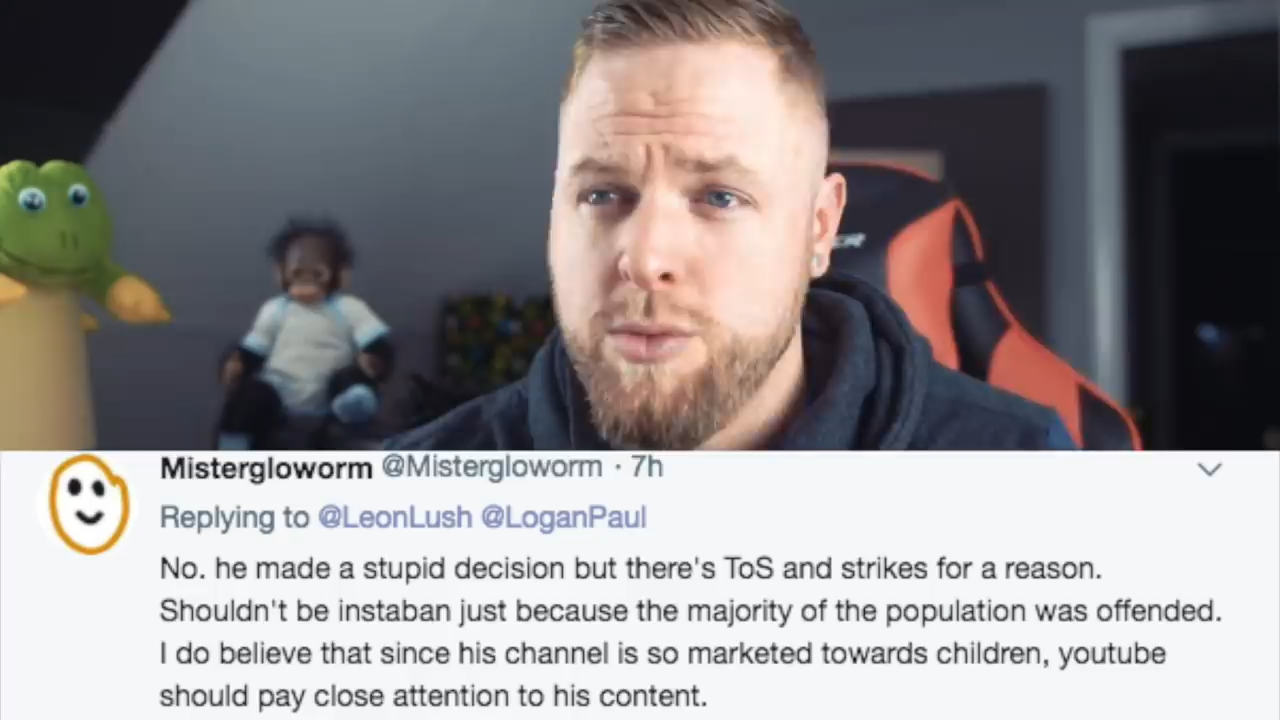 Mistergloworm @Mistergloworm · 7h
Replying to @LeonLush @LoganPaul
No. he made a stupid decision but there's ToS and strikes for a reason.
Shouldn't be instaban just because the majority of the population was offended.
I do believe that since his channel is so marketed towards children, youtube
should pay close attention to his content.